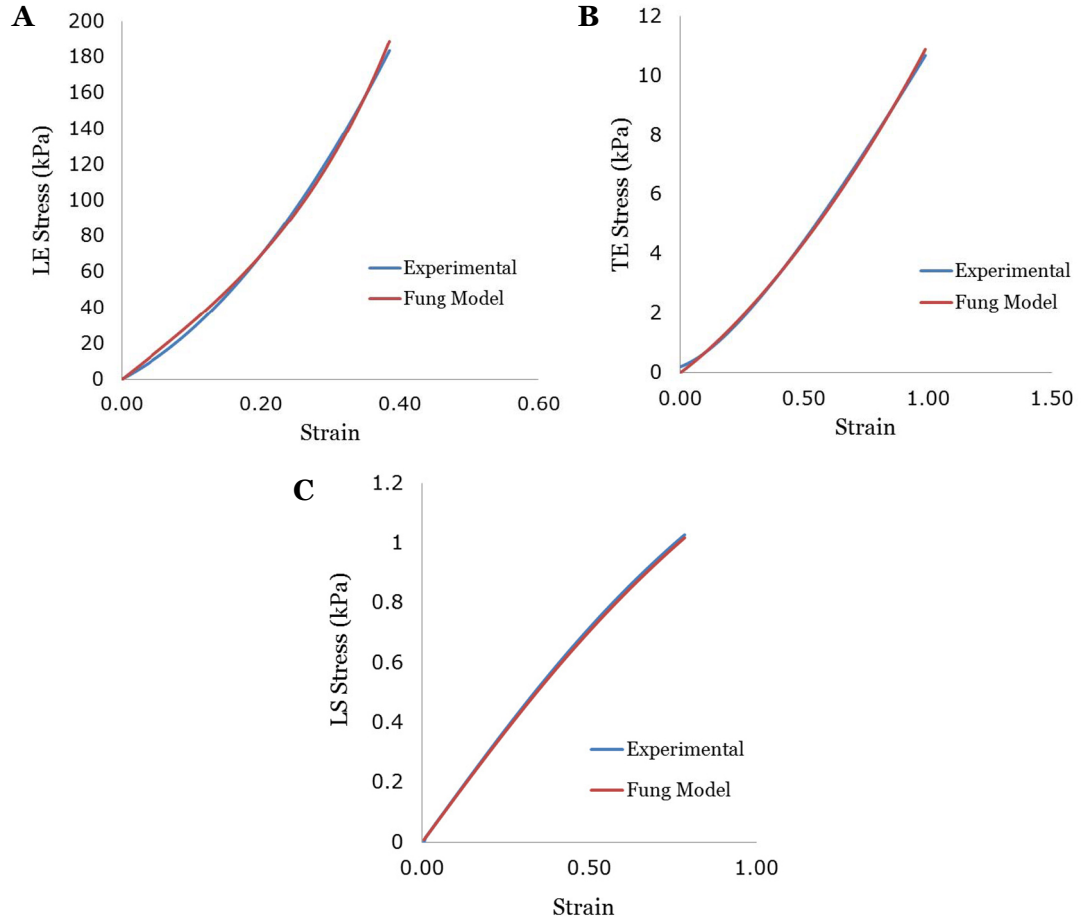 A
LE Stress (kPa)
200
180
160
140
120
100
80
60
40
20
0
0.00 0.20 0.40 0.60
Strain
Experimental
Fung Model
B
TE Stress (kPa)
12
10
8
6
4
2
0
0.00 0.50 1.00 1.50
Strain
Experimental
Fung Model
C
LS Stress (kPa)
1.2
1
0.8
0.6
0.4
0.2
0
0.00 0.50 1.00
Strain
Experimental
Fung Model